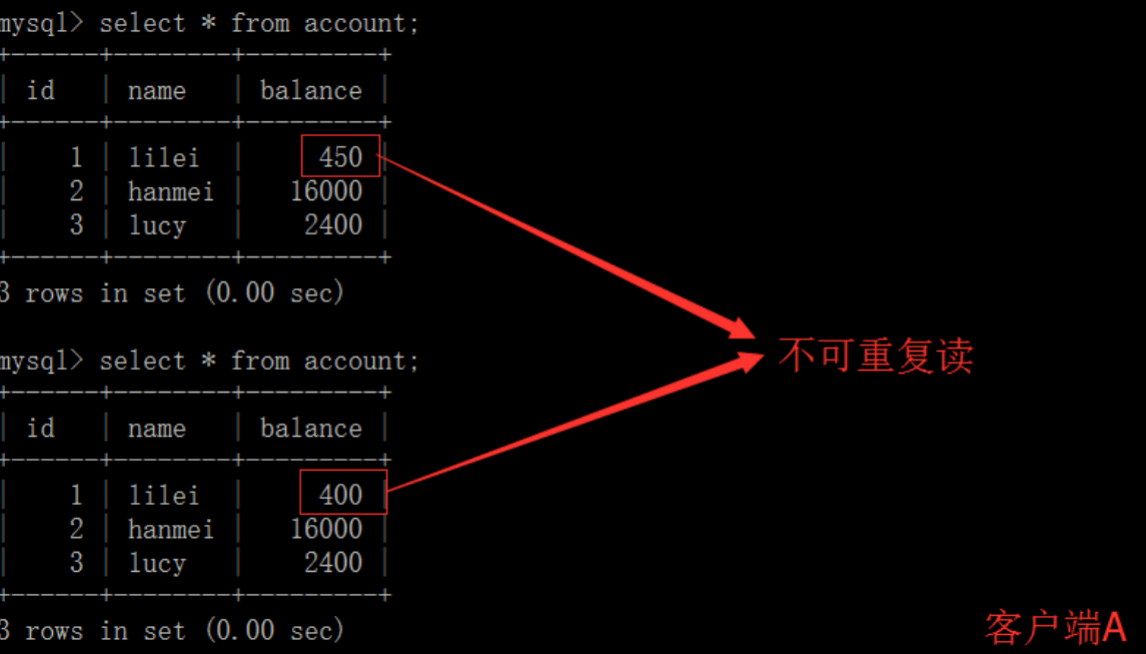 mysql> select * from account;
+------+--------+---------+
| id | name | balance |
+------+--------+---------+
| 1 | lilei | 450 |
| 2 | hanmei | 16000 |
| 3 | lucy | 2400 |
+------+--------+---------+
3 rows in set (0.00 sec)
不可重复读
mysql> select * from account;
+------+--------+---------+
| id | name | balance |
+------+--------+---------+
| 1 | lilei | 400 |
| 2 | hanmei | 16000 |
| 3 | lucy | 2400 |
+------+--------+---------+
3 rows in set (0.00 sec)
客户端A